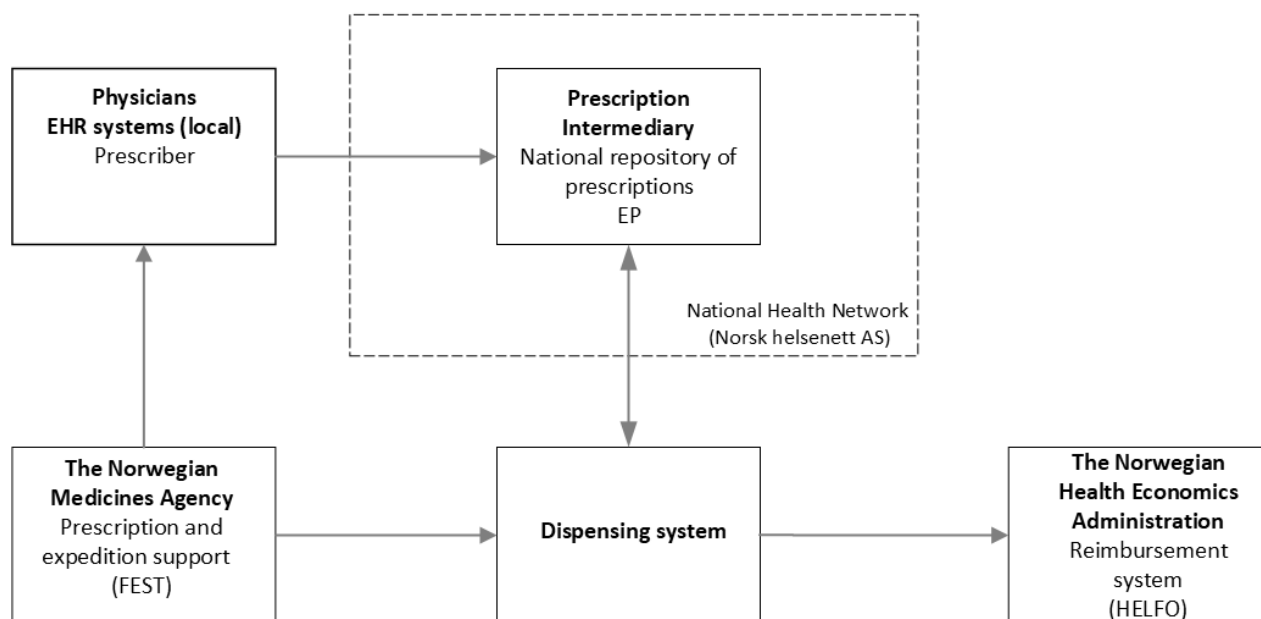 Physicians
EHR systems (local)
Prescriber
Prescription
Intermediary
National repository of
prescriptions
EP
National Health Network
(Norsk helsenett AS)
The Norwegian
Medicines Agency
Prescription and
expedition support
(FEST)
Dispensing system
The Norwegian
Health Economics
Administration
Reimbursement
system
(HELFO)